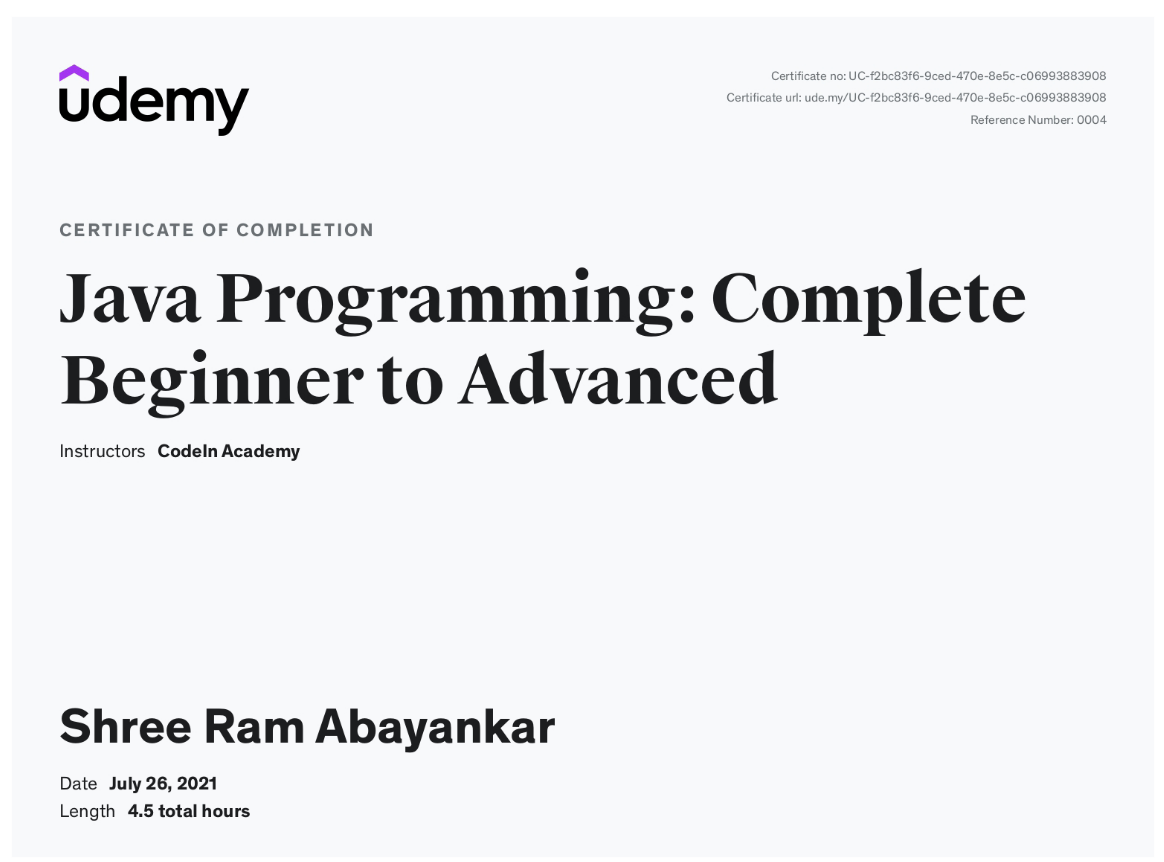 udemy
Certificate no: UC-f2bc83f6-9ced-470e-8e5c-c06993883908
Certificate url: ude.my/UC-f2bc83f6-9ced-470e-8e5c-c06993883908
Reference Number: 0004
CERTIFICATE OF COMPLETION
Java Programming: Complete
Beginner to Advanced
Instructors CodeIn Academy
Shree Ram Abayankar
Date July 26, 2021
Length 4.5 total hours